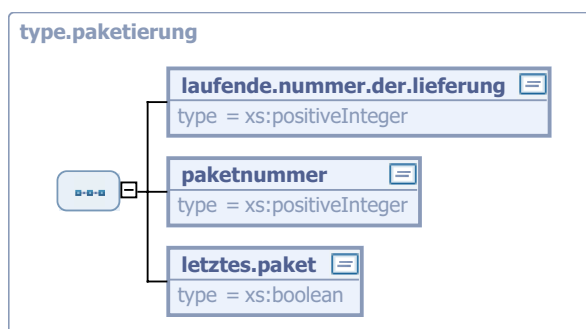 type.paketierung
laufende.nummer.der.lieferung
type = xs:positiveInteger
paketnummer
type = xs:positiveInteger
letztes.paket
type = xs:boolean